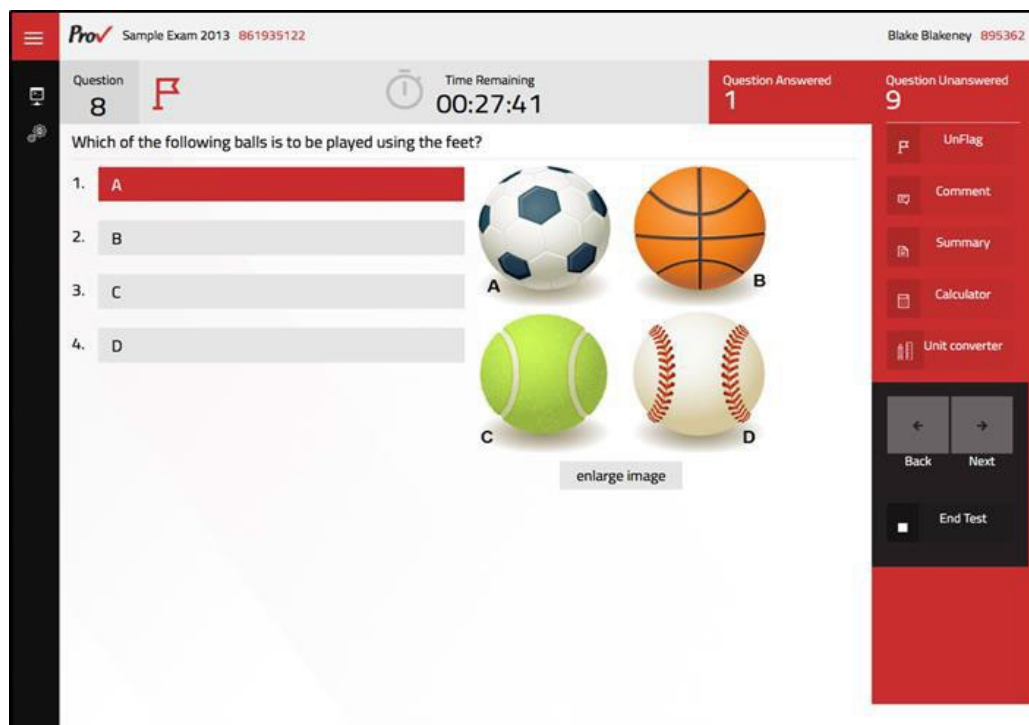 Prov Sample Exam 2013 861935122 Blake Blakeney 895362
Question
8
Time Remaining
00:27:41
Question Answered
1
Question Unanswered
9
Which of the following balls is to be played using the feet?
1. A
2. B
3. C
4. D
A
B
C
D
enlarge image
UnFlag
Comment
Summary
Calculator
Unit converter
Back Next
End Test